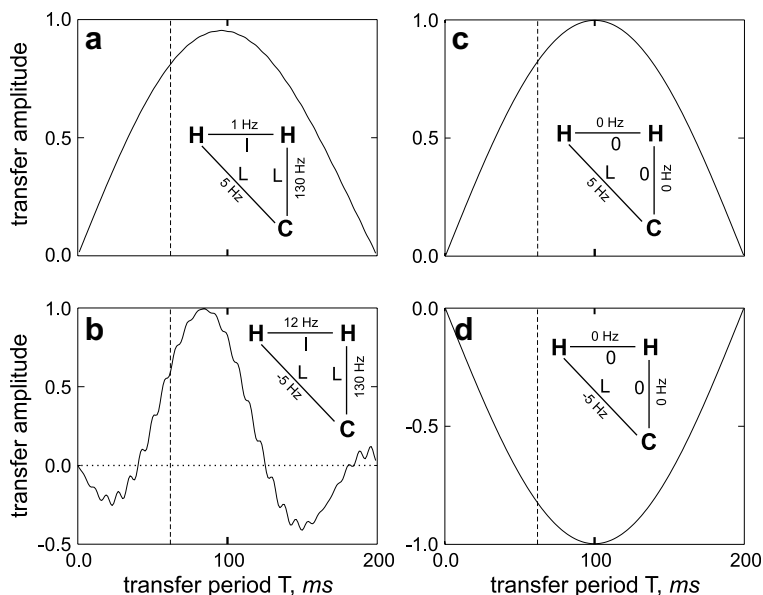 a
transfer amplitude
1.0
0.5
0.0
H 1 Hz H
I
L L
5 Hz 130 Hz
C
c
transfer amplitude
1.0
0.5
0.0
H 0 Hz H
0
L 0
5 Hz 0 Hz
C
b
transfer amplitude
1.0
0.5
0.0
-0.5
H 12 Hz H
I
L L
-5 Hz 130 Hz
C
0.0 100 200
transfer period T, ms
d
0.0
-0.5
-1.0
H 0 Hz H
0
L 0
-5 Hz 0 Hz
C
0.0 100 200
transfer period T, ms